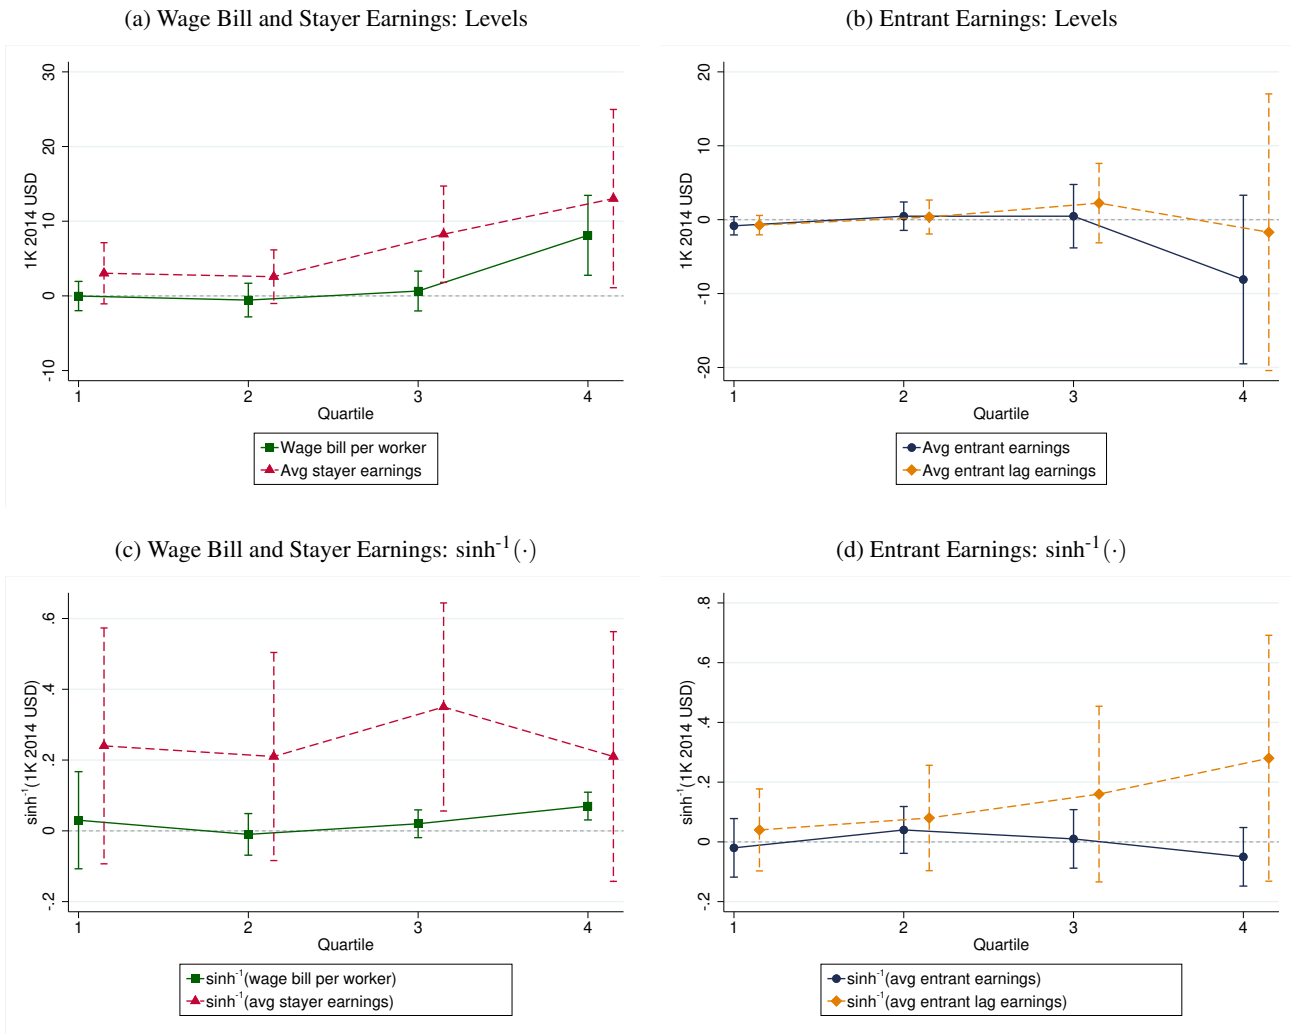 (a) Wage Bill and Stayer Earnings: Levels
30
20
10
0
-10
1K 2014 USD
1 2 3 4
Quartile
Wage bill per worker
Avg stayer earnings
(b) Entrant Earnings: Levels
20
10
0
-10
-20
1K 2014 USD
1 2 3 4
Quartile
Avg entrant earnings
Avg entrant lag earnings
(c) Wage Bill and Stayer Earnings: sinh⁻¹(·)
.6
.4
.2
0
-.2
sinh⁻¹(1K 2014 USD)
1 2 3 4
Quartile
sinh⁻¹(wage bill per worker)
sinh⁻¹(avg stayer earnings)
(d) Entrant Earnings: sinh⁻¹(·)
.8
.6
.4
.2
0
-.2
sinh⁻¹(1K 2014 USD)
1 2 3 4
Quartile
sinh⁻¹(avg entrant earnings)
sinh⁻¹(avg entrant lag earnings)